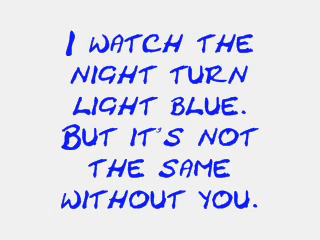 I WATCH THE
NIGHT TURN
LIGHT BLUE.
BUT IT'S NOT
THE SAME
WITHOUT YOU.